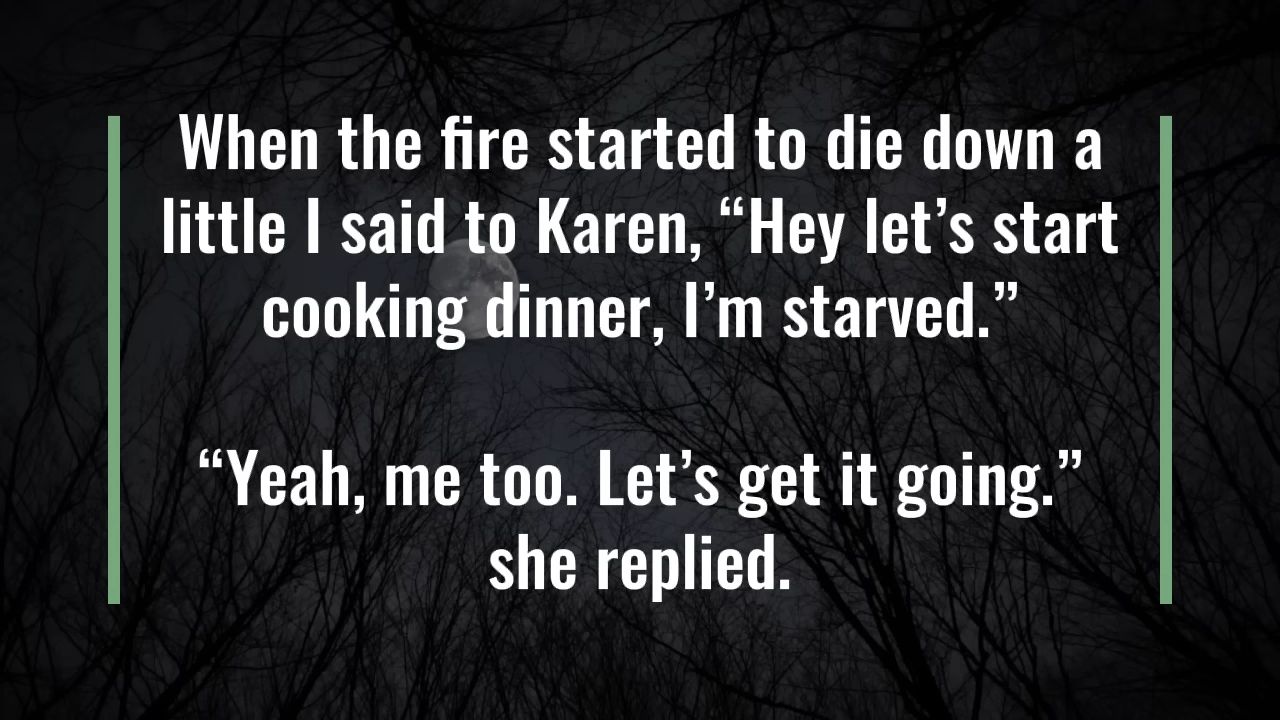 When the fire started to die down a
little I said to Karen, “Hey let’s start
cooking dinner, I’m starved.”
“Yeah, me too. Let’s get it going.”
she replied.